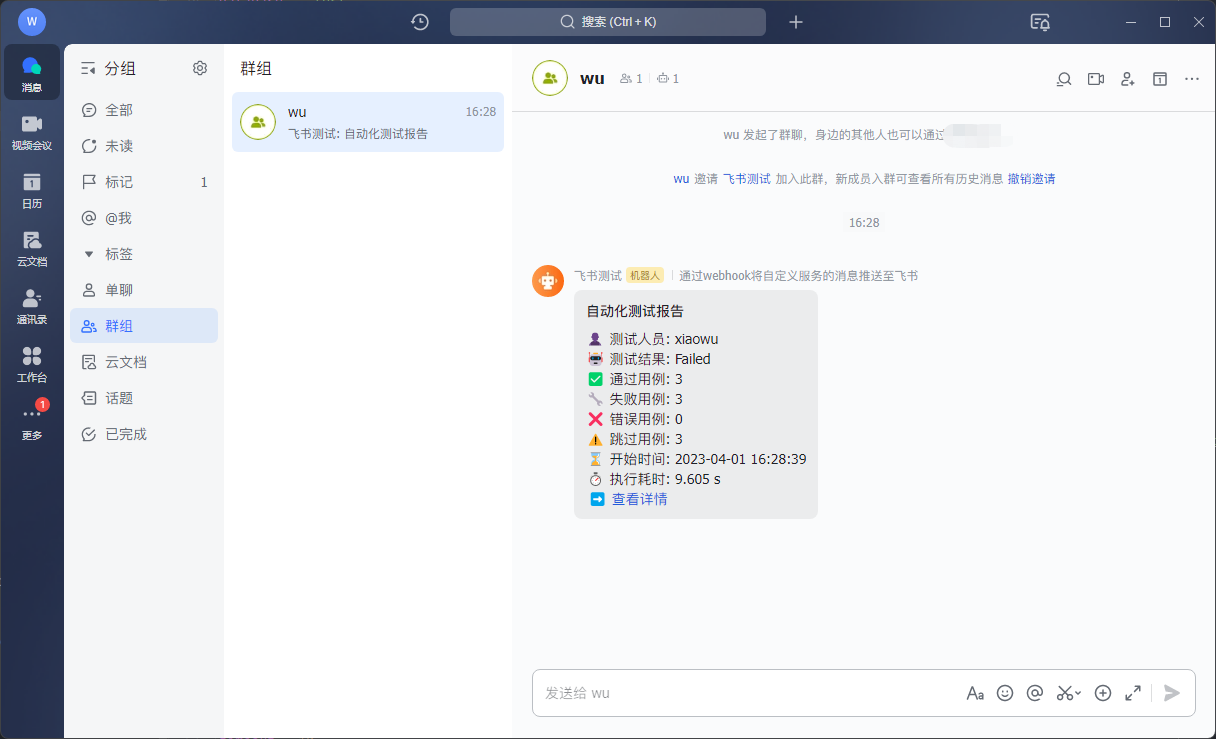 W
搜索 (Ctrl + K)
消息
视频会议
1
日历
云文档
通讯录
工作台
1
更多
分组
全部
未读
标记 1
@我
标签
单聊
群组
云文档
话题
已完成
群组
wu 16:28
飞书测试: 自动化测试报告
wu 1 1
1
wu 发起了群聊，身边的其他人也可以通过
wu 邀请 飞书测试 加入此群，新成员入群可查看所有历史消息 撤销邀请
16:28
飞书测试 机器人 通过webhook将自定义服务的消息推送至飞书
自动化测试报告
👤 测试人员: xiaowu
🤖 测试结果: Failed
✅ 通过用例: 3
🔧 失败用例: 3
❌ 错误用例: 0
⚠️ 跳过用例: 3
⌛ 开始时间: 2023-04-01 16:28:39
⏱ 执行耗时: 9.605 s
➡️ 查看详情
发送给 wu
Aa